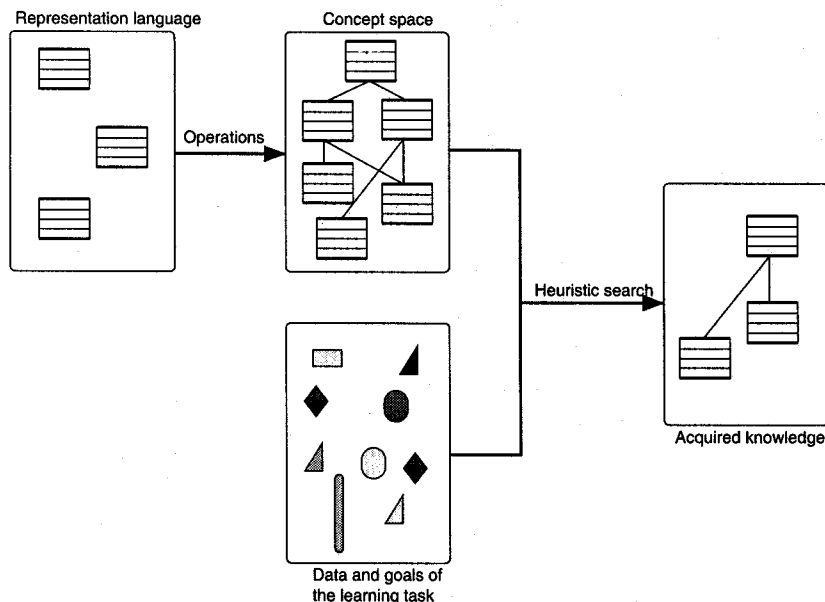 Representation language
Concept space
Operations
Heuristic search
Acquired knowledge
Data and goals of
the learning task